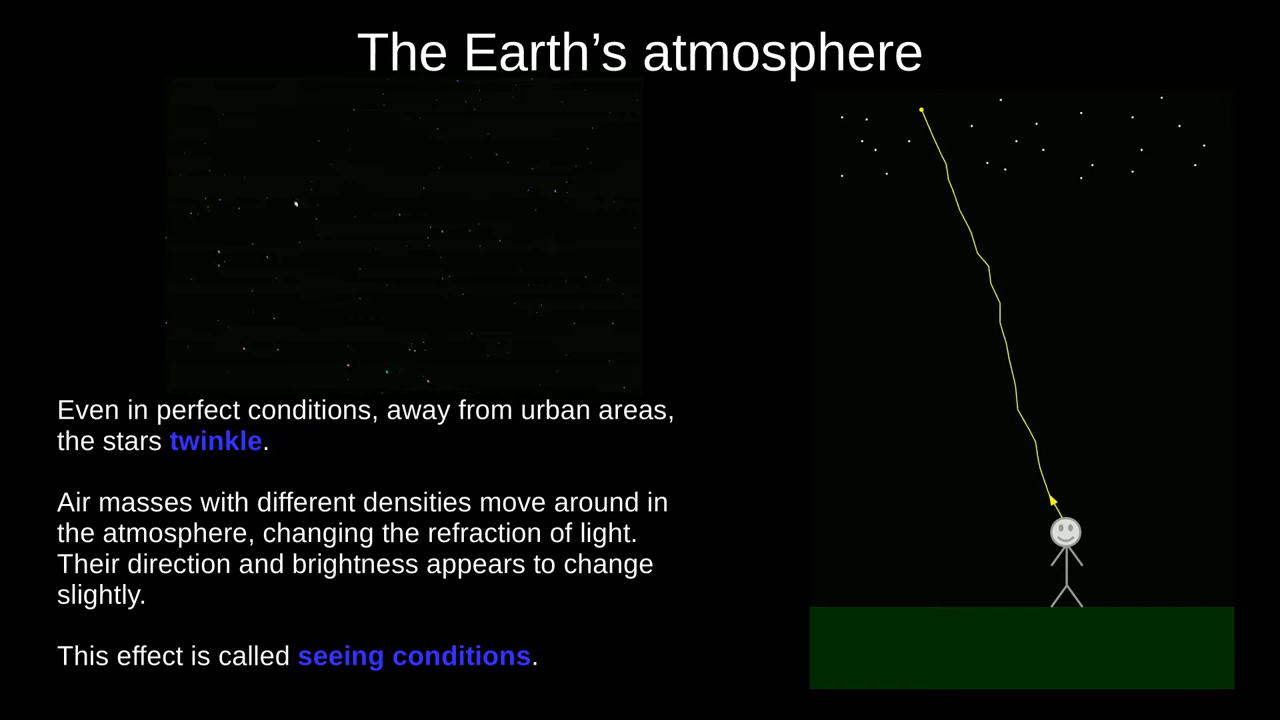 The Earth’s atmosphere
Even in perfect conditions, away from urban areas,
the stars twinkle.
Air masses with different densities move around in
the atmosphere, changing the refraction of light.
Their direction and brightness appears to change
slightly.
This effect is called seeing conditions.